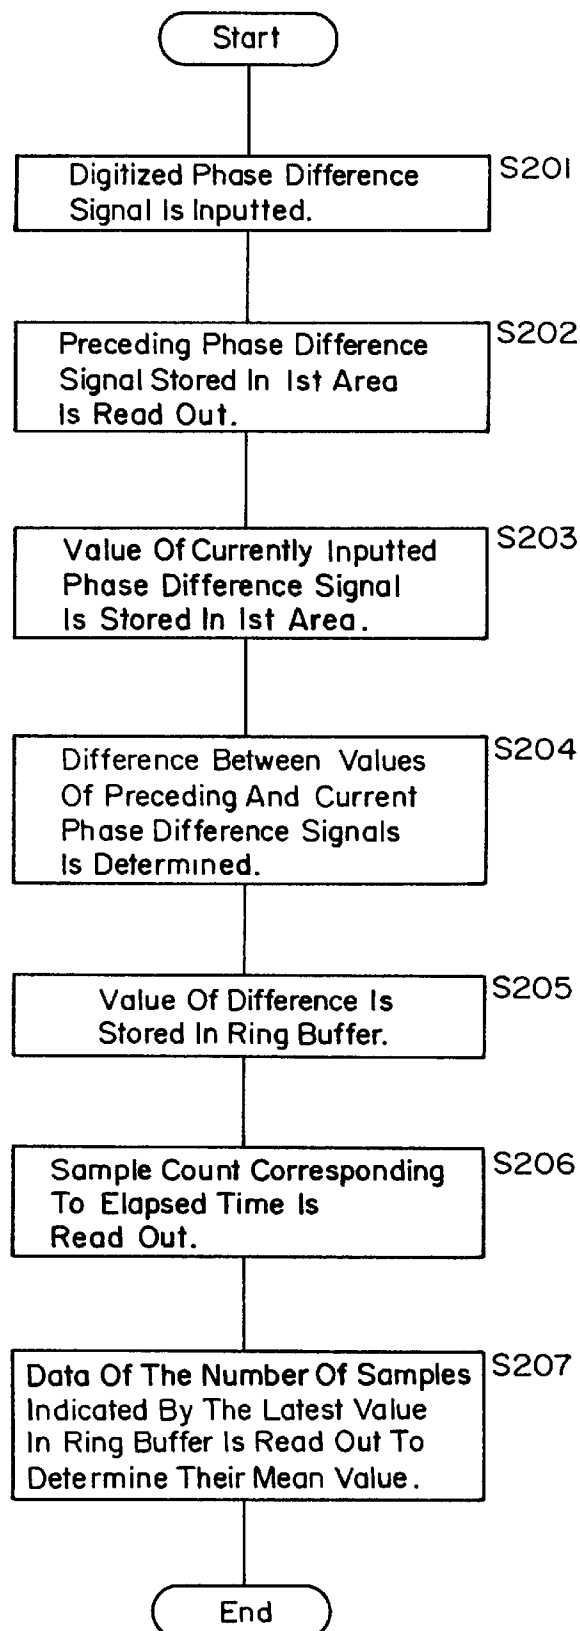 Start
S201
Digitized Phase Difference
Signal Is Inputted.
S202
Preceding Phase Difference
Signal Stored In 1st Area
Is Read Out.
S203
Value Of Currently Inputted
Phase Difference Signal
Is Stored In 1st Area.
S204
Difference Between Values
Of Preceding And Current
Phase Difference Signals
Is Determined.
S205
Value Of Difference Is
Stored In Ring Buffer.
S206
Sample Count Corresponding
To Elapsed Time Is
Read Out.
S207
Data Of The Number Of Samples
Indicated By The Latest Value
In Ring Buffer Is Read Out To
Determine Their Mean Value.
End